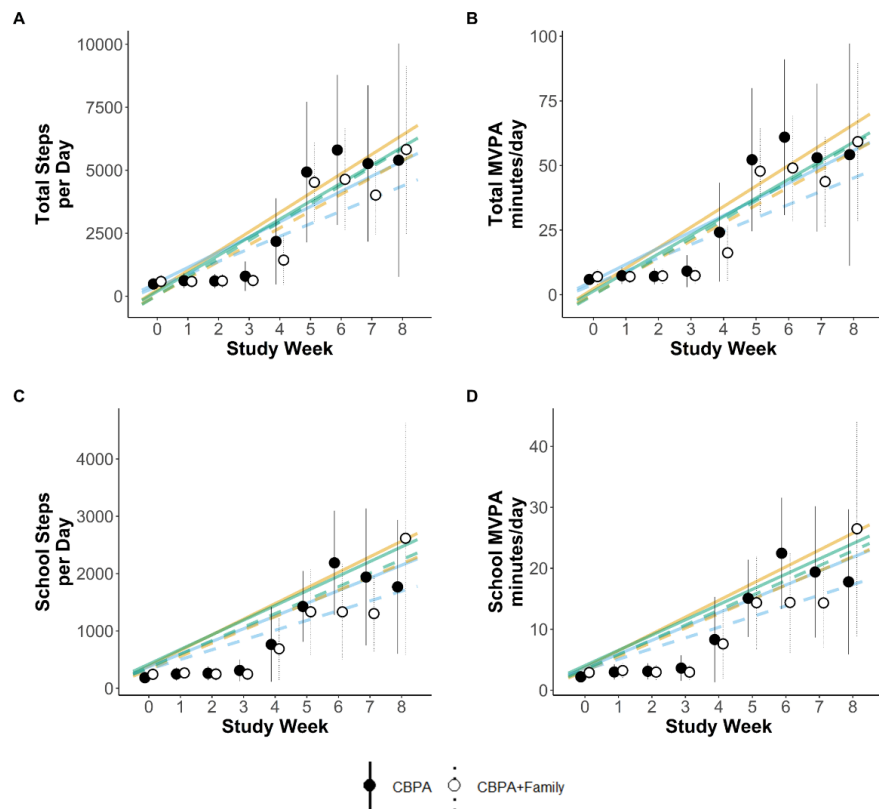 A
B
Total Steps
per Day
10000
7500
5000
2500
0
0 1 2 3 4 5 6 7 8
Study Week
Total MVPA
minutes/day
100
75
50
25
0
0 1 2 3 4 5 6 7 8
Study Week
C
D
School Steps
per Day
4000
3000
2000
1000
0
0 1 2 3 4 5 6 7 8
Study Week
School MVPA
minutes/day
40
30
20
10
0
0 1 2 3 4 5 6 7 8
Study Week
CBPA
CBPA+Family